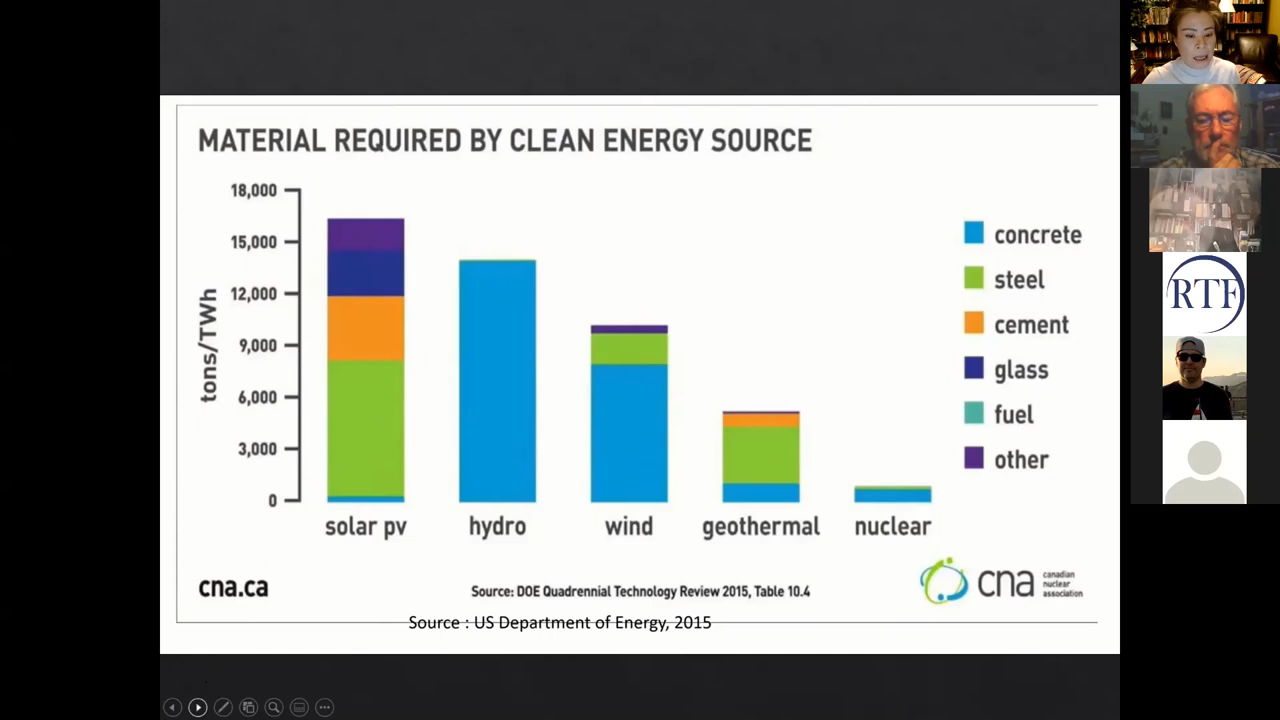 MATERIAL REQUIRED BY CLEAN ENERGY SOURCE
tons/TWh
18,000
15,000
12,000
9,000
6,000
3,000
0
solar pv
hydro
wind
geothermal
nuclear
concrete
steel
cement
glass
fuel
other
cna.ca
Source: DOE Quadrennial Technology Review 2015, Table 10.4
cna
canadian
nuclear
association
Source : US Department of Energy, 2015
RTF